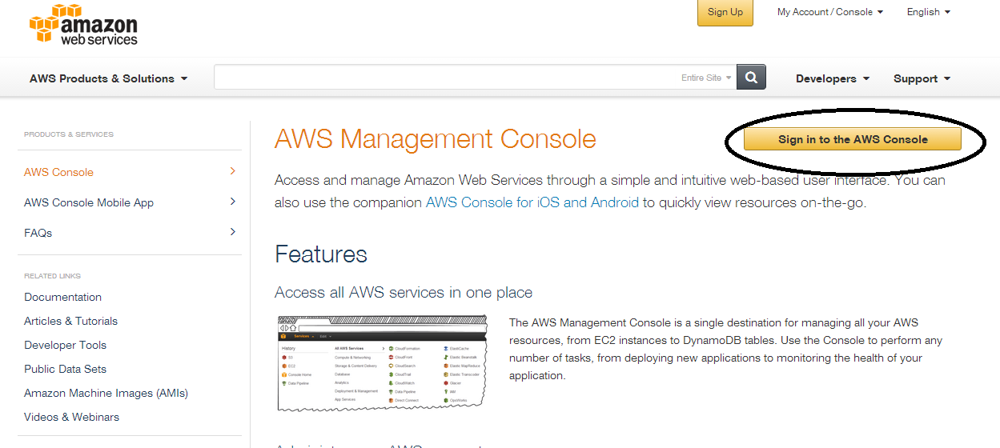 amazon
web services
Sign Up
My Account / Console
English
AWS Products & Solutions
Entire Site
Developers
Support
PRODUCTS & SERVICES
AWS Console
AWS Console Mobile App
FAQs
RELATED LINKS
Documentation
Articles & Tutorials
Developer Tools
Public Data Sets
Amazon Machine Images (AMIs)
Videos & Webinars
AWS Management Console
Sign in to the AWS Console
Access and manage Amazon Web Services through a simple and intuitive web-based user interface. You can
also use the companion AWS Console for iOS and Android to quickly view resources on-the-go.
Features
Access all AWS services in one place
Services
Edit
History
S3
EC2
Console Home
Data Pipeline
All AWS Services
Compute & Networking
Storage & Content Delivery
Database
Analytics
Deployment & Management
App Services
CloudFormation
CloudFront
CloudSearch
CloudTrail
CloudWatch
Data Pipeline
Direct Connect
ElastiCache
Elastic Beanstalk
Elastic MapReduce
Elastic Transcoder
Glacier
IAM
OpsWorks
The AWS Management Console is a single destination for managing all your AWS
resources, from EC2 instances to DynamoDB tables. Use the Console to perform any
number of tasks, from deploying new applications to monitoring the health of your
application.